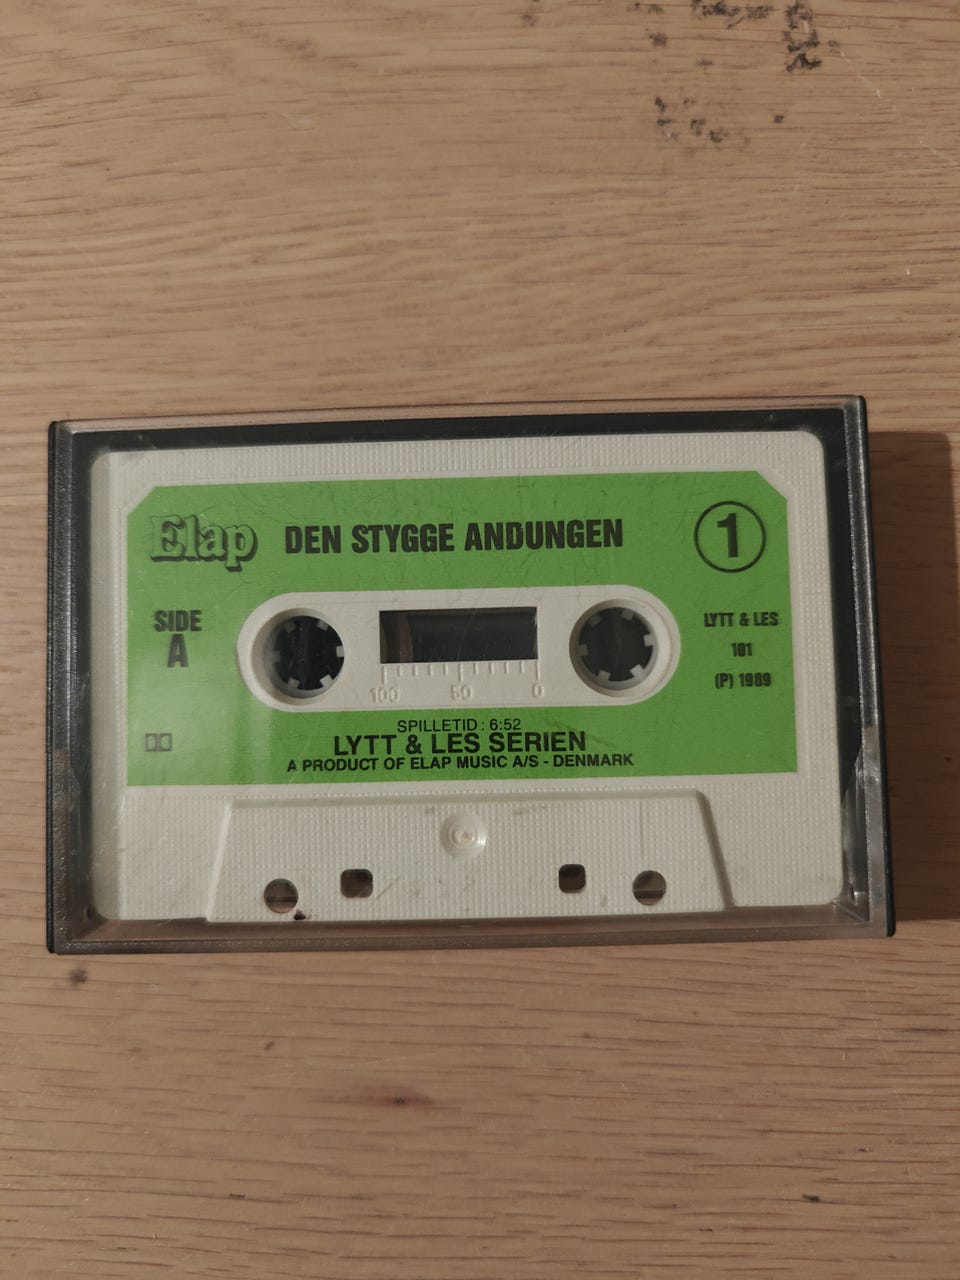 Elap
DEN STYGGE ANDUNGEN
1
SIDE
A
LYTT & LES
101
(P) 1989
100 50 0
SPILLETID : 6:52
LYTT & LES SERIEN
A PRODUCT OF ELAP MUSIC A/S - DENMARK